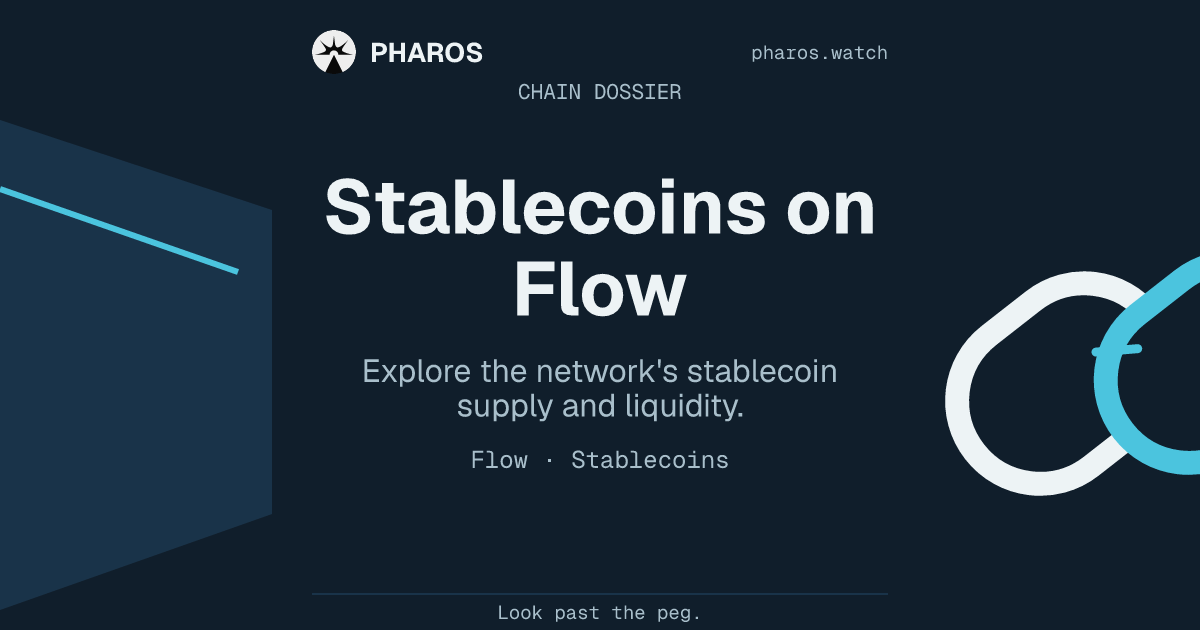 PHAROS
pharos.watch
CHAIN DOSSIER
Stablecoins on
Flow
Explore the network's stablecoin
supply and liquidity.
Flow · Stablecoins
Look past the peg.